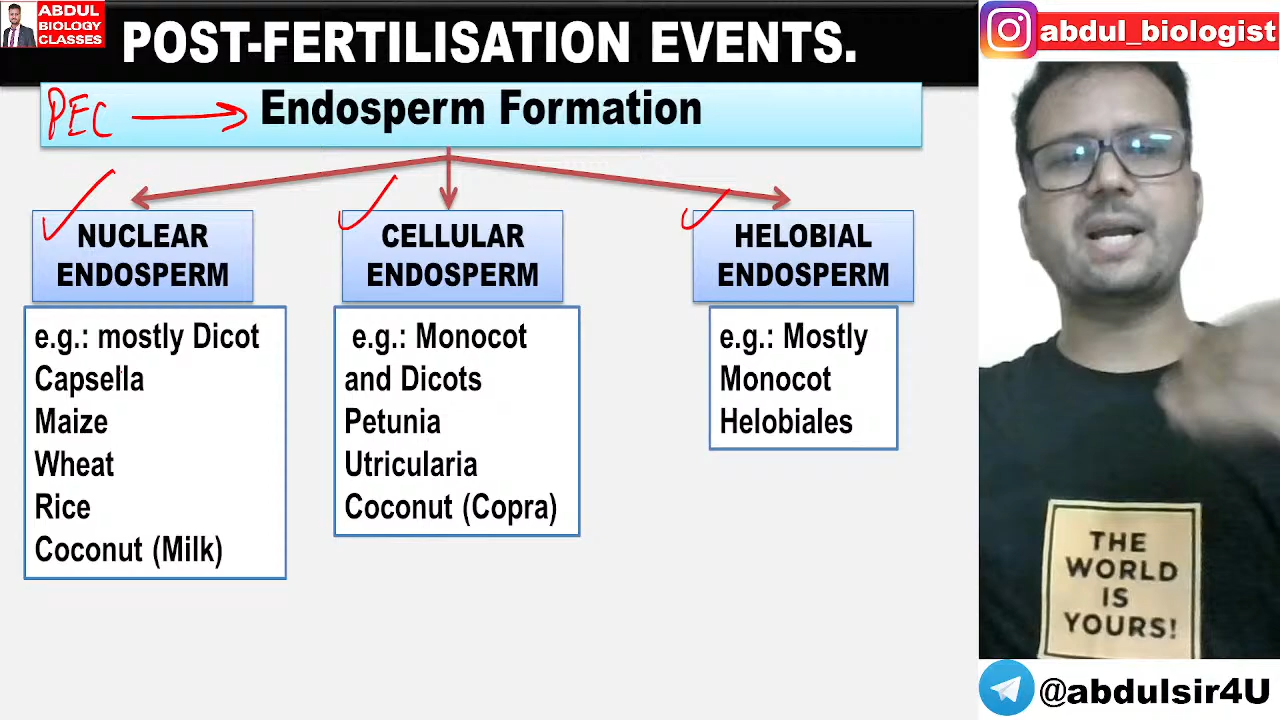 ABDUL
BIOLOGY
CLASSES
POST-FERTILISATION EVENTS.
abdul_biologist
PEC → Endosperm Formation
NUCLEAR
ENDOSPERM
e.g.: mostly Dicot
Capsella
Maize
Wheat
Rice
Coconut (Milk)
CELLULAR
ENDOSPERM
e.g.: Monocot
and Dicots
Petunia
Utricularia
Coconut (Copra)
HELOBIAL
ENDOSPERM
e.g.: Mostly
Monocot
Helobiales
THE
WORLD
IS
YOURS!
@abdulsir4U